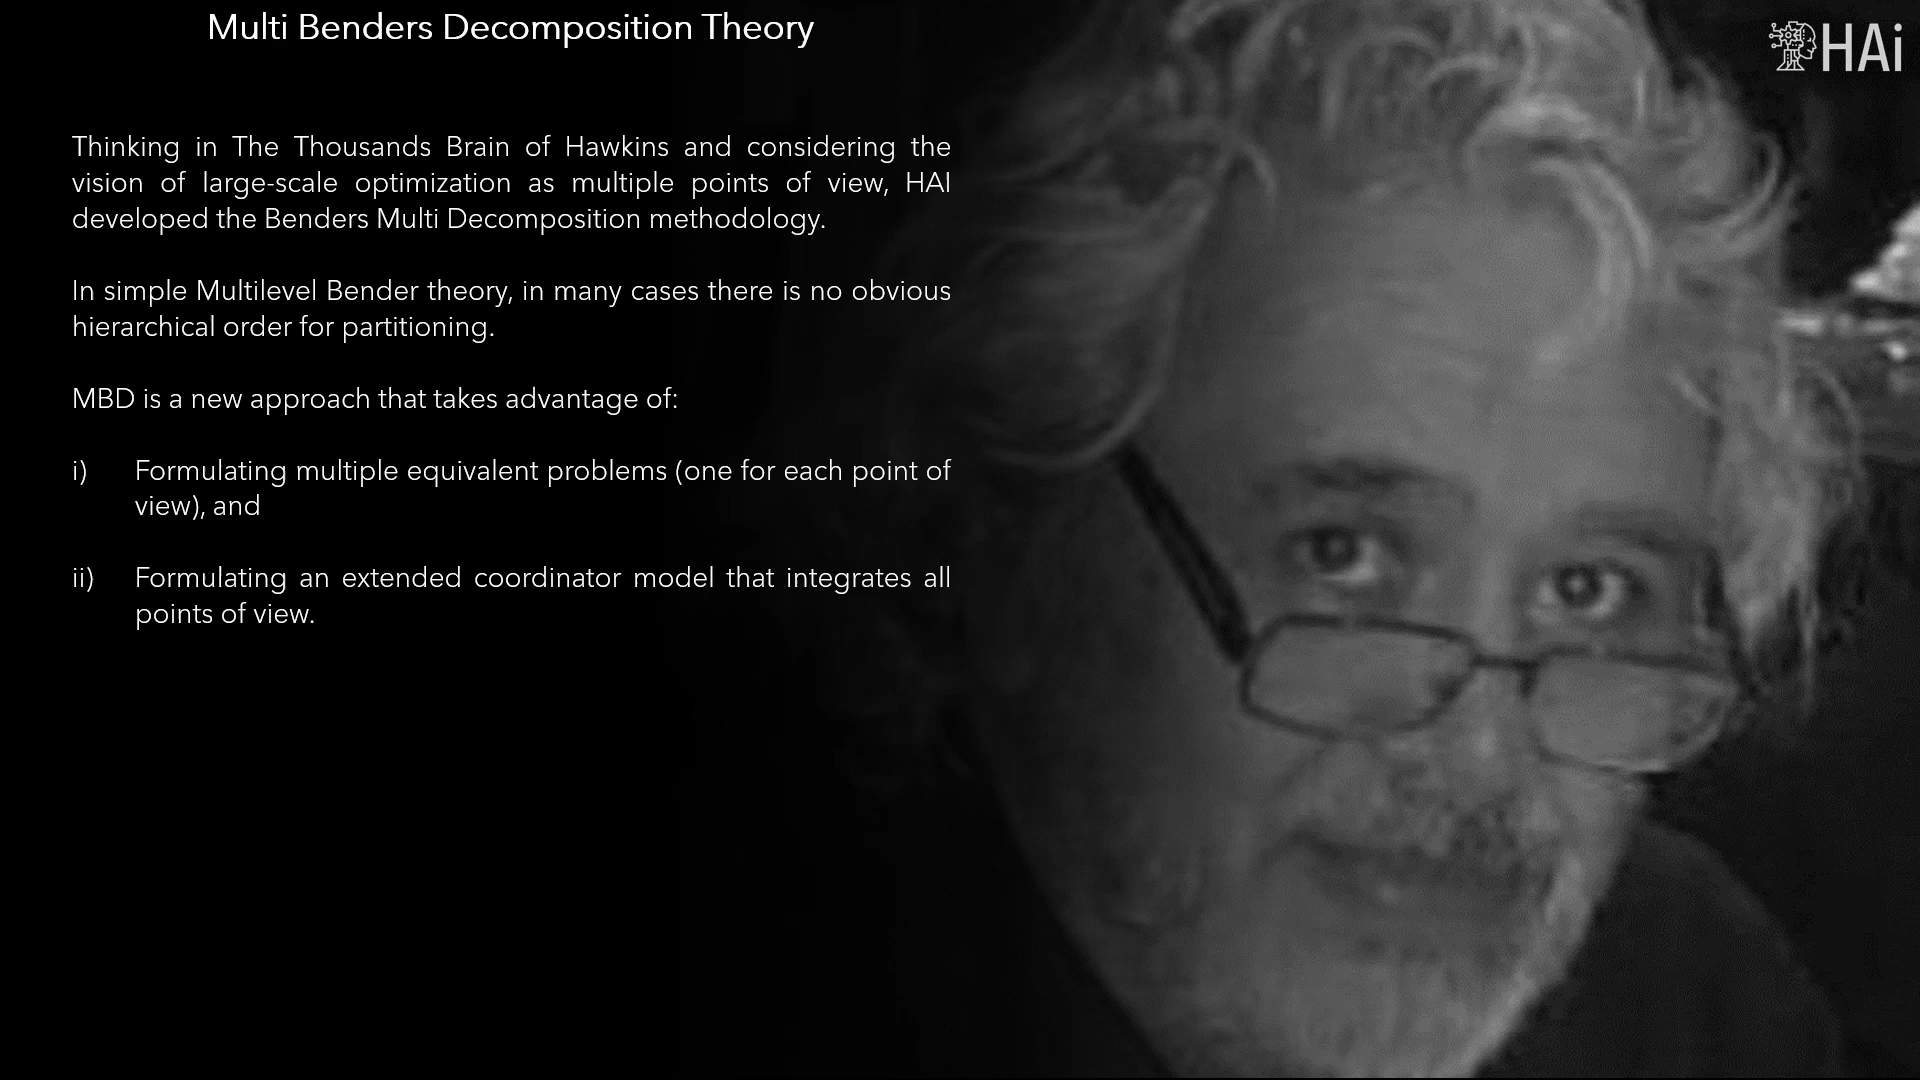 Multi Benders Decomposition Theory
HAi
Thinking in The Thousands Brain of Hawkins and considering the
vision of large-scale optimization as multiple points of view, HAI
developed the Benders Multi Decomposition methodology.
In simple Multilevel Bender theory, in many cases there is no obvious
hierarchical order for partitioning.
MBD is a new approach that takes advantage of:
i) Formulating multiple equivalent problems (one for each point of
view), and
ii) Formulating an extended coordinator model that integrates all
points of view.